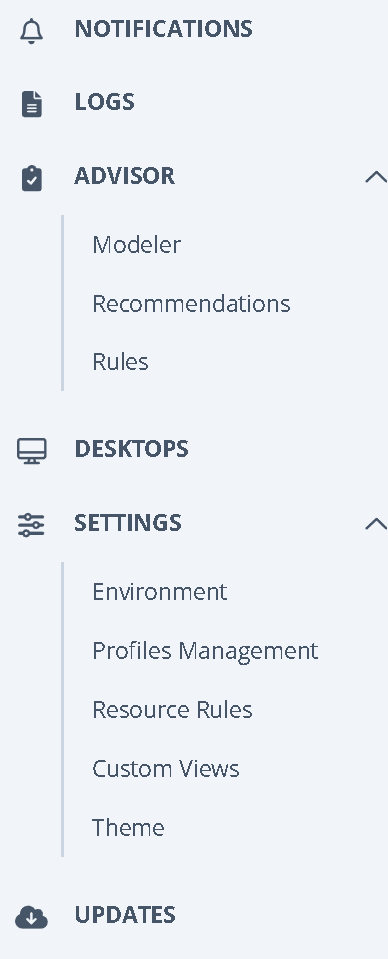 NOTIFICATIONS
LOGS
ADVISOR
Modeler
Recommendations
Rules
DESKTOPS
SETTINGS
Environment
Profiles Management
Resource Rules
Custom Views
Theme
UPDATES